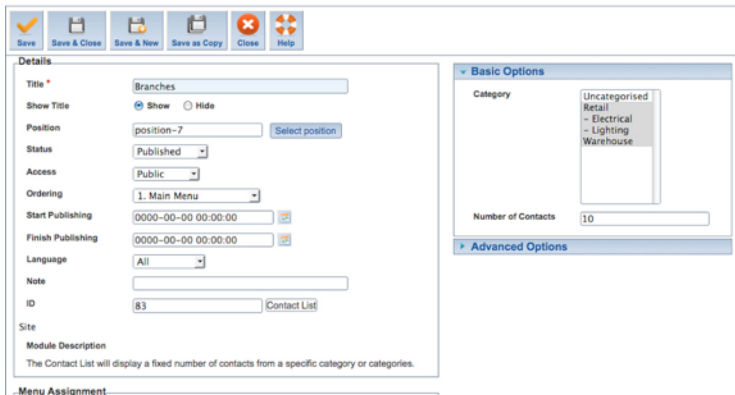 Save Save & Close Save & New Save as Copy Close Help
Details
Title *
Branches
Show Title
Show Hide
Position
position-7 Select position
Status
Published
Access
Public
Ordering
1. Main Menu
Start Publishing
0000-00-00 00:00:00
Finish Publishing
0000-00-00 00:00:00
Language
All
Note
ID
83 Contact List
Site
Module Description
The Contact List will display a fixed number of contacts from a specific category or categories.
Menu Assignment
Basic Options
Category
Uncategorised
Retail
– Electrical
– Lighting
Warehouse
Number of Contacts
10
Advanced Options